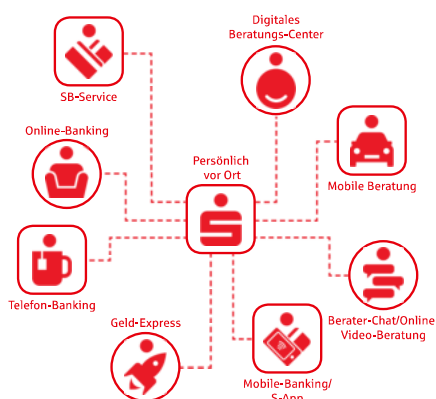 Digitales
Beratungs-Center
SB-Service
Online-Banking
Persönlich
vor Ort
Mobile Beratung
Telefon-Banking
Geld-Express
Berater-Chat/Online
Video-Beratung
Mobile-Banking/
S-App